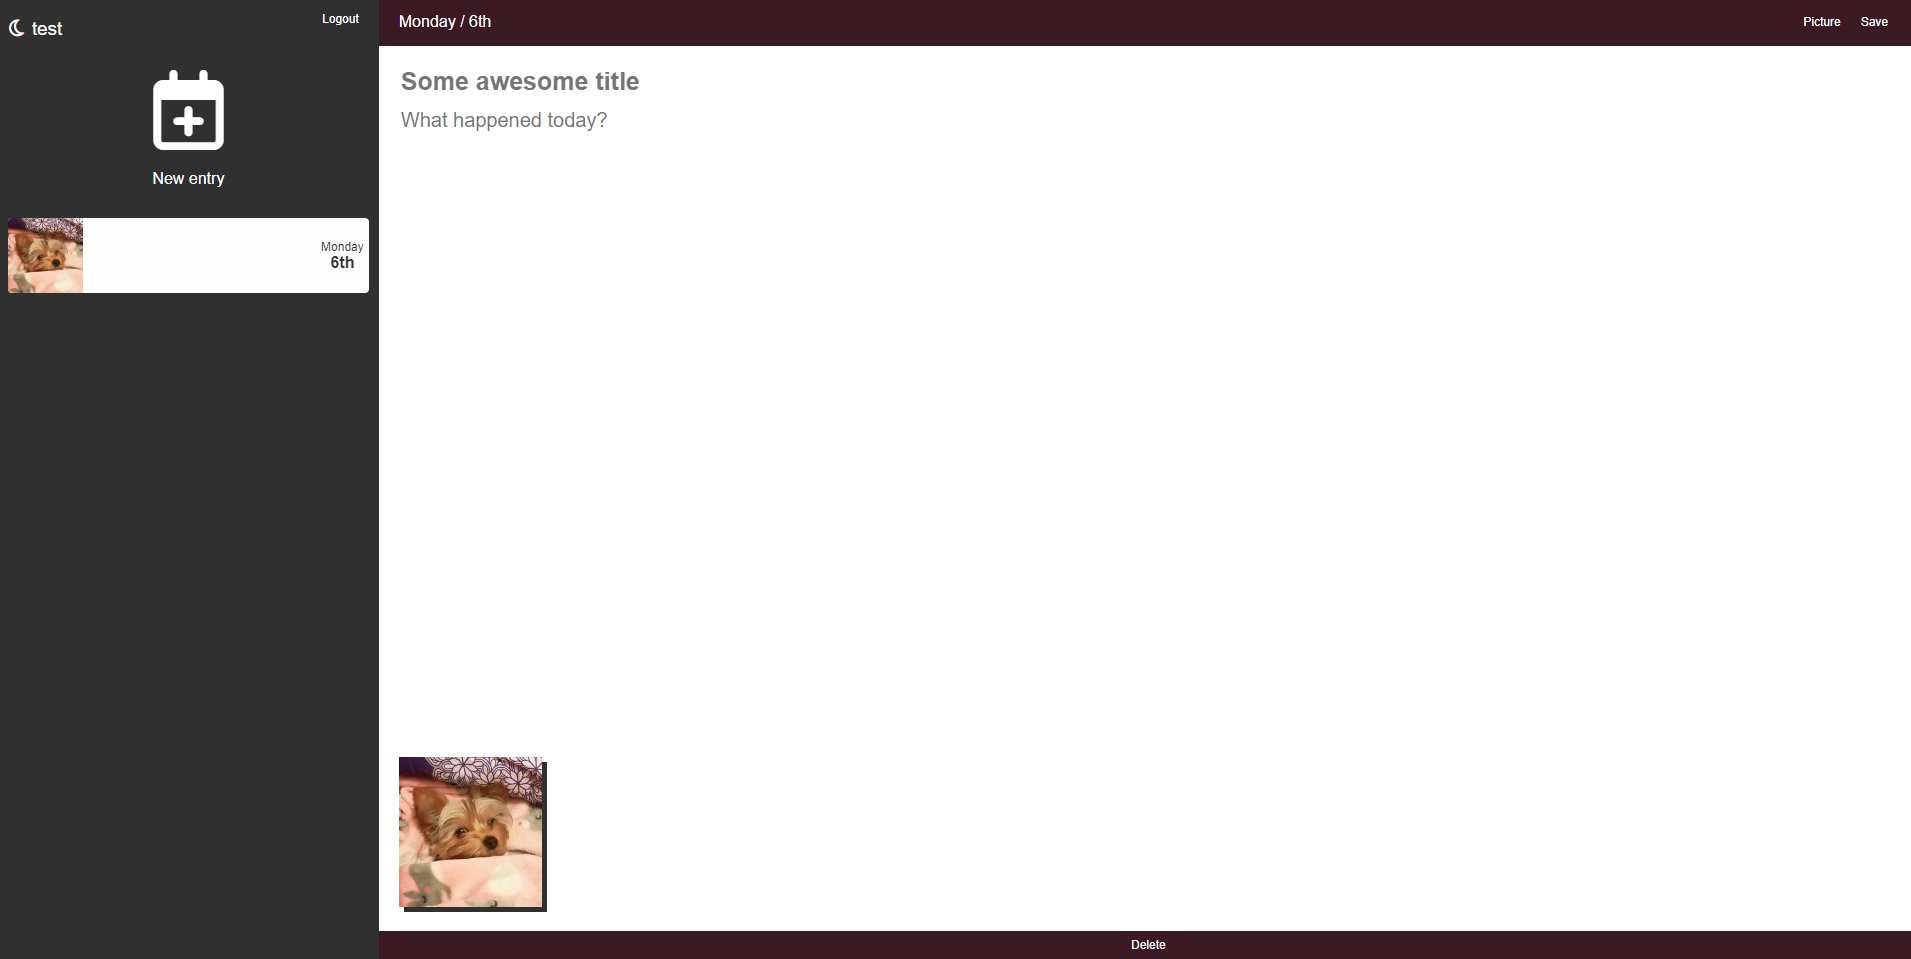 test
Logout
New entry
Monday
6th
Monday / 6th
Picture
Save
Some awesome title
What happened today?
Delete